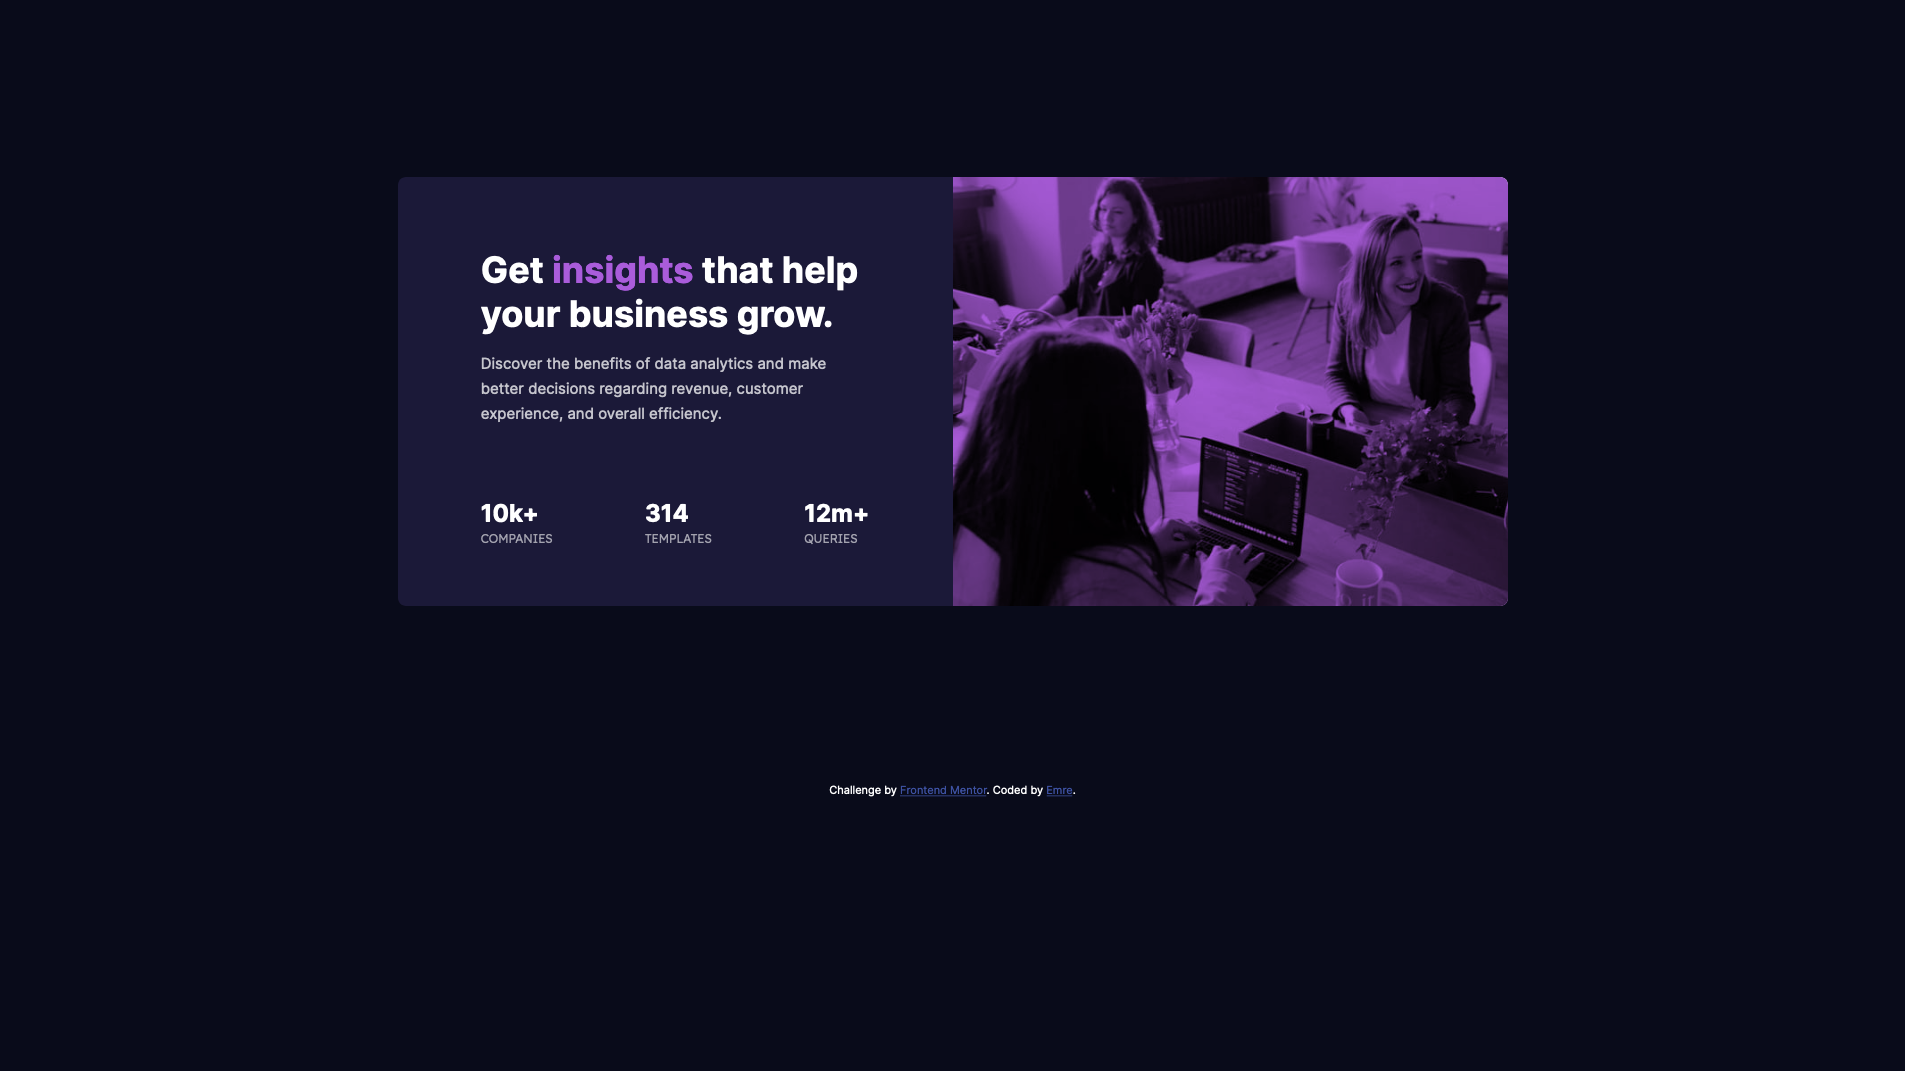 Get insights that help
your business grow.
Discover the benefits of data analytics and make
better decisions regarding revenue, customer
experience, and overall efficiency.
10k+ 314 12m+
COMPANIES TEMPLATES QUERIES
Challenge by Frontend Mentor. Coded by Emre.